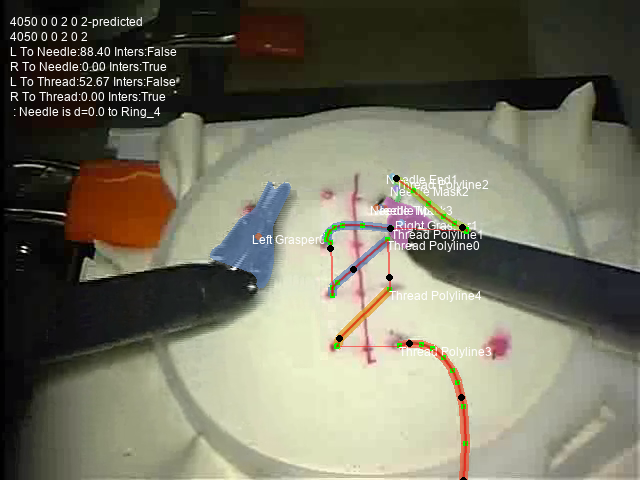 4050 0 0 2 0 2-predicted
4050 0 0 2 0 2
L To Needle:88.40 Inters:False
R To Needle:0.00 Inters:True
L To Thread:52.67 Inters:False
R To Thread:0.00 Inters:True
: Needle is d=0.0 to Ring_4
Needle End1
Thread Polyline2
Needle Mask2
Right Grasper1
Left Grasper
Thread Polyline1
Thread Polyline0
Thread Polyline4
Thread Polyline3